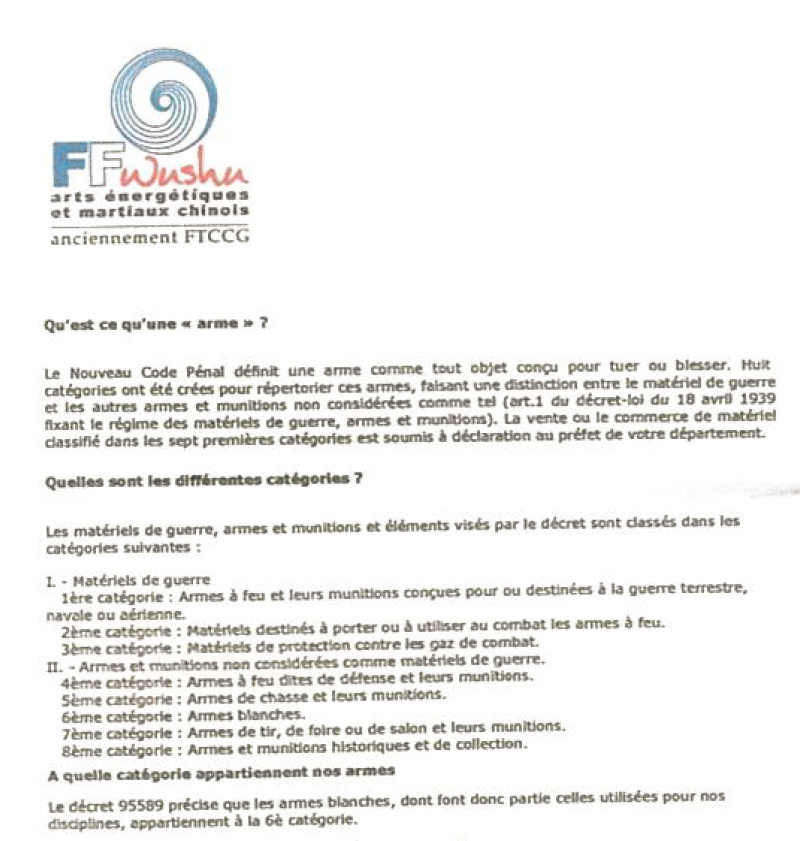 FFWushu
arts énergétiques
et martiaux chinois
anciennement FTCCG
Qu'est ce qu'une « arme » ?
Le Nouveau Code Pénal définit une arme comme tout objet conçu pour tuer ou blesser. Huit
catégories ont été crées pour répertorier ces armes, faisant une distinction entre le matériel de guerre
et les autres armes et munitions non considérées comme tel (art.1 du décret-loi du 18 avril 1939
fixant le régime des matériels de guerre, armes et munitions). La vente ou le commerce de matériel
classifié dans les sept premières catégories est soumis à déclaration au préfet de votre département.
Quelles sont les différentes catégories ?
Les matériels de guerre, armes et munitions et éléments visés par le décret sont classés dans les
catégories suivantes :
I. - Matériels de guerre
1ère catégorie : Armes à feu et leurs munitions conçues pour ou destinées à la guerre terrestre,
navale ou aérienne.
2ème catégorie : Matériels destinés à porter ou à utiliser au combat les armes à feu.
3ème catégorie : Matériels de protection contre les gaz de combat.
II. - Armes et munitions non considérées comme matériels de guerre.
4ème catégorie : Armes à feu dites de défense et leurs munitions.
5ème catégorie : Armes de chasse et leurs munitions.
6ème catégorie : Armes blanches.
7ème catégorie : Armes de tir, de foire ou de salon et leurs munitions.
8ème catégorie : Armes et munitions historiques et de collection.
A quelle catégorie appartiennent nos armes
Le décret 95589 précise que les armes blanches, dont font donc partie celles utilisées pour nos
disciplines, appartiennent à la 6è catégorie.